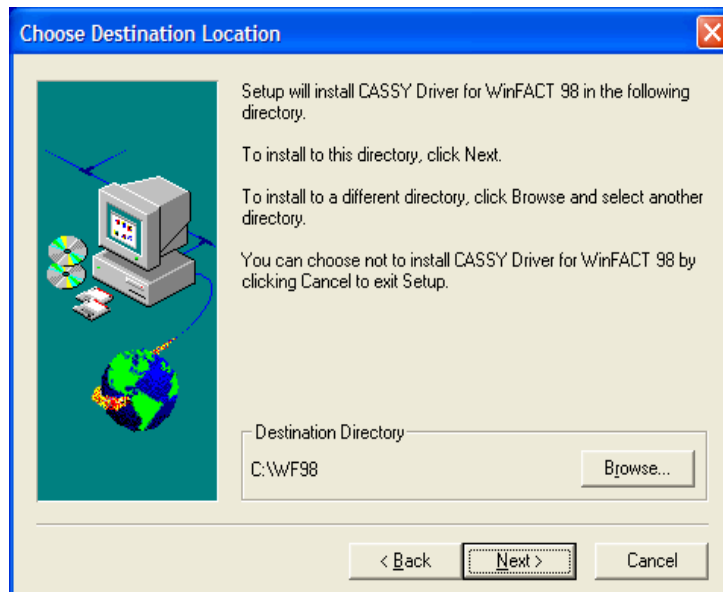 Choose Destination Location
Setup will install CASSY Driver for WinFACT 98 in the following
directory.
To install to this directory, click Next.
To install to a different directory, click Browse and select another
directory.
You can choose not to install CASSY Driver for WinFACT 98 by
clicking Cancel to exit Setup.
Destination Directory
C:\WF98
Browse...
< Back
Next >
Cancel